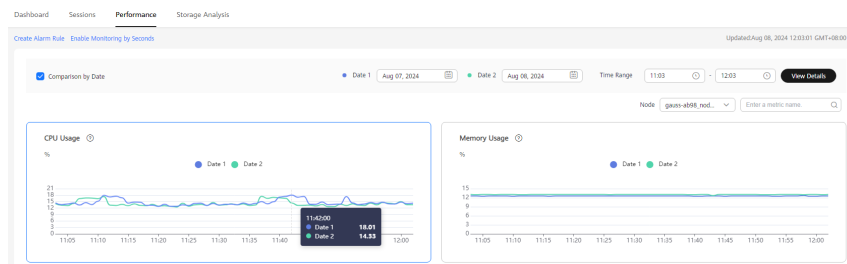 Dashboard Sessions Performance Storage Analysis
Create Alarm Rule Enable Monitoring by Seconds Updated:Aug 08, 2024 12:03:01 GMT+08:00
Comparison by Date Date 1 Aug 07, 2024 Date 2 Aug 08, 2024 Time Range 11:03 - 12:03 View Details
Node gauss-ab98_nod... Enter a metric name.
CPU Usage
%
Date 1 Date 2
21
18
15
12
9
6
3
0
11:05 11:10 11:15 11:20 11:25 11:30 11:35 11:40 12:00
11:42:00
Date 1 18.01
Date 2 14.33
Memory Usage
%
Date 1 Date 2
15
12
9
6
3
0
11:05 11:10 11:15 11:20 11:25 11:30 11:35 11:40 11:45 11:50 11:55 12:00